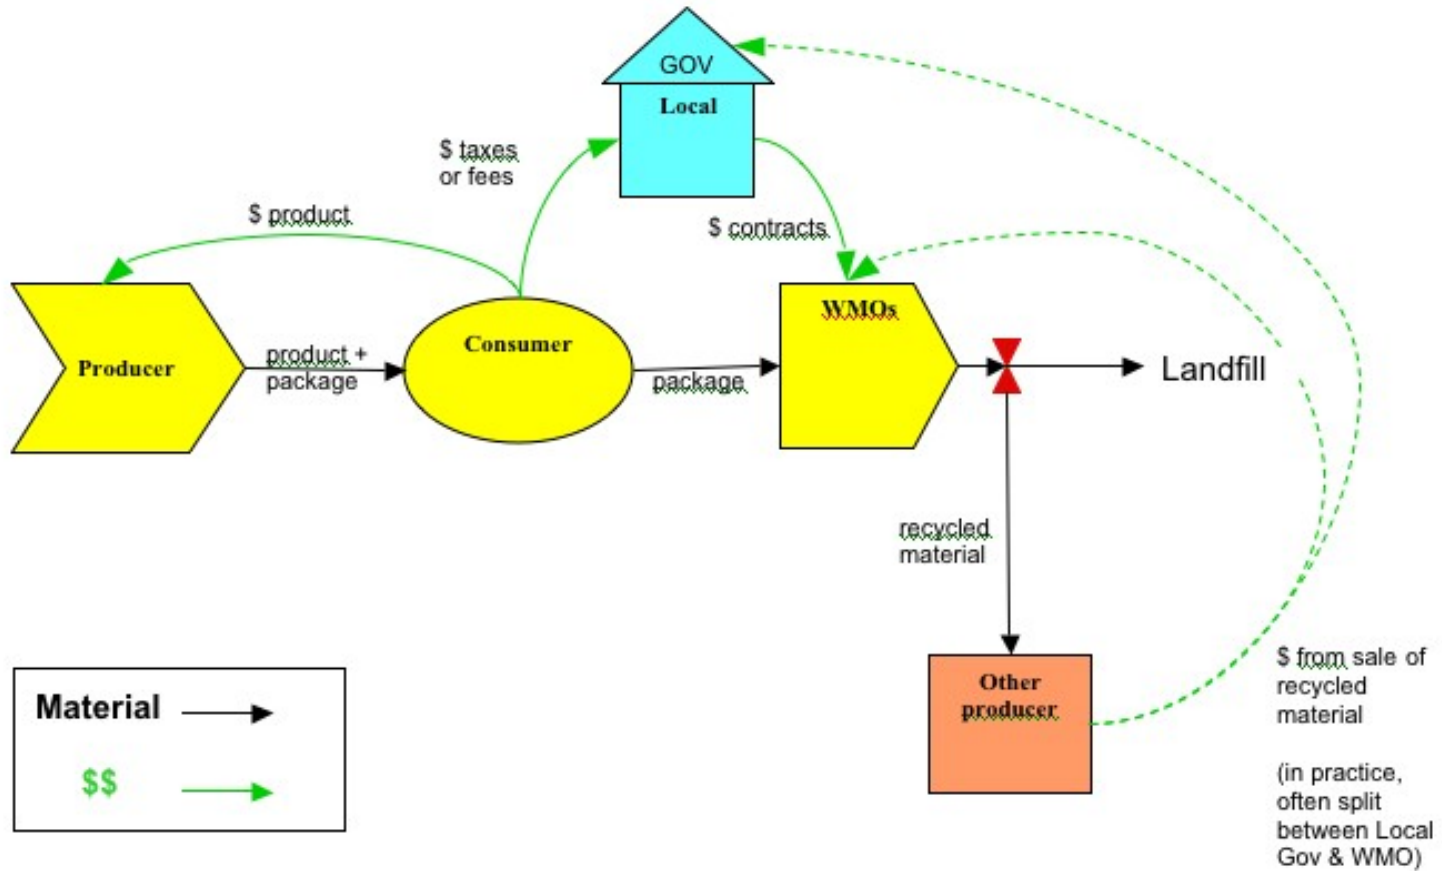 GOV
Local
$ taxes
or fees
$ product
$ contracts
WMOs
Consumer
Producer
product +
package
package
Landfill
recycled
material
Other
producer
$ from sale of
recycled
material
(in practice,
often split
between Local
Gov & WMO)
Material
$$